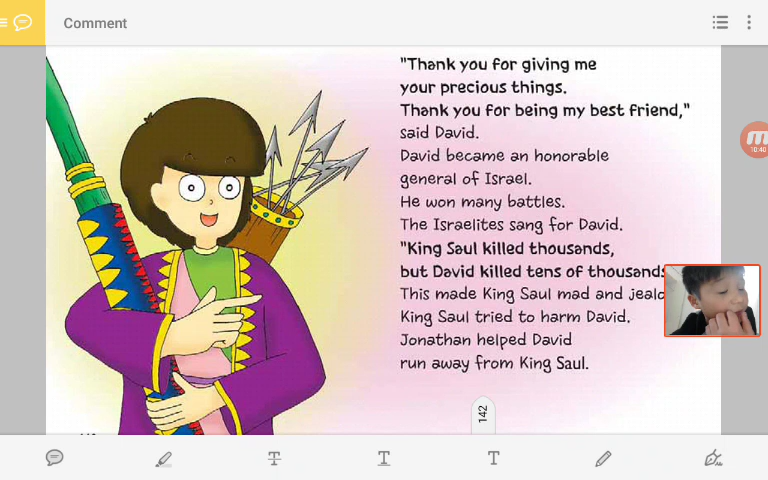 Comment
"Thank you for giving me
your precious things.
Thank you for being my best friend,"
said David.
David became an honorable
general of Israel.
He won many battles.
The Israelites sang for David.
"King Saul killed thousands,
but David killed tens of thousands
This made King Saul mad and
King Saul tried to harm David.
Jonathan helped David
run away from King Saul.
142
10:40